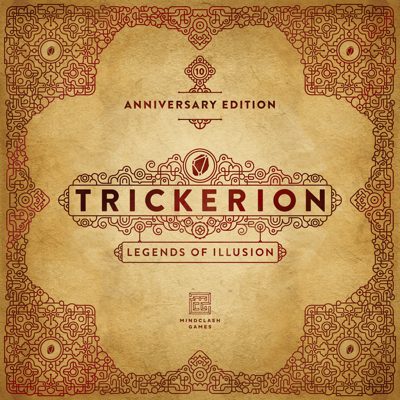 10
ANNIVERSARY EDITION
TRICKERION
LEGENDS OF ILLUSION
MINDCLASH
GAMES